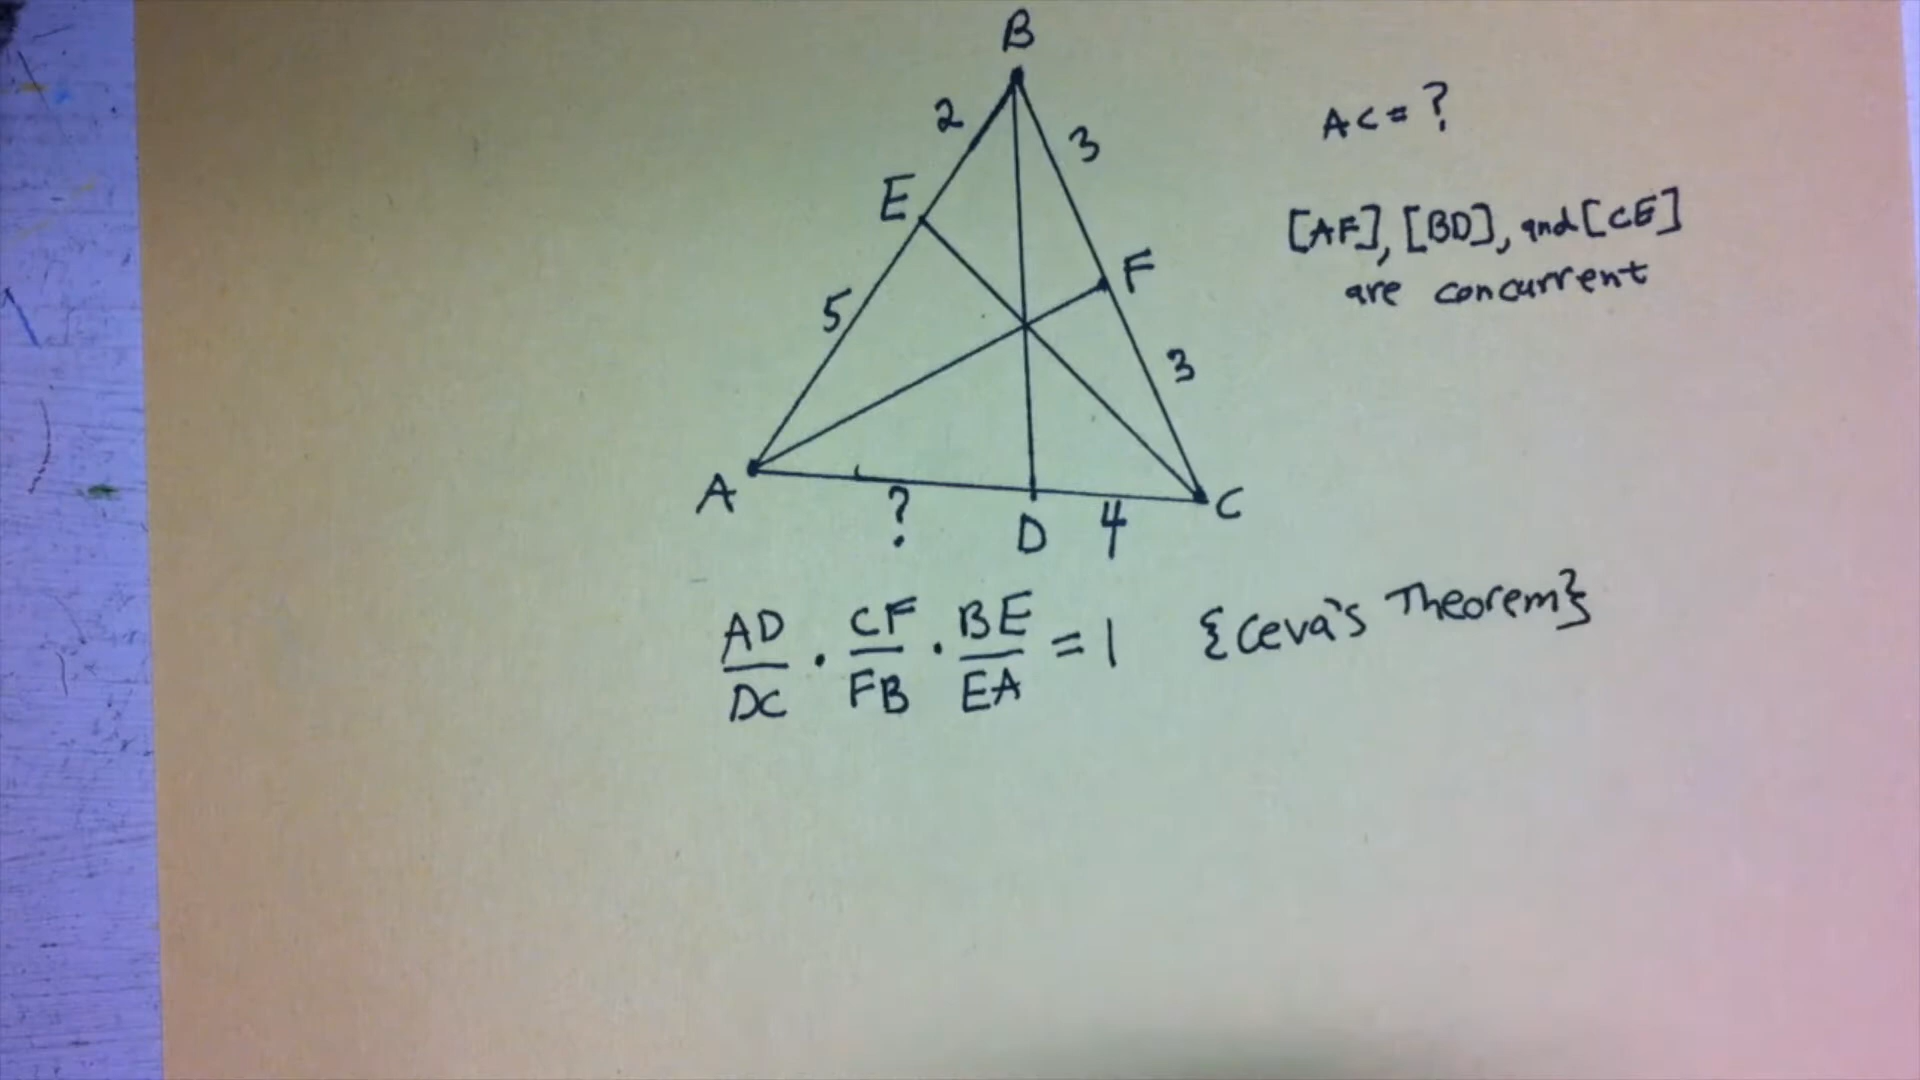 B
2
3
AC = ?
E
[AF], [BD], and [CE]
F
are concurrent
5
3
A
?
D
4
C
AD/DC · CF/FB · BE/EA = 1 {Ceva's Theorem}